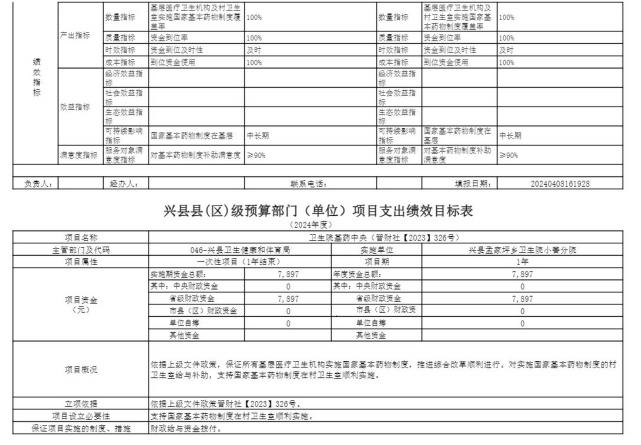 绩效指标 产出指标 数量指标 基层医疗卫生机构及村卫生室实施国家基本药物制度覆盖率 100% 数量指标 基层医疗卫生机构及村卫生室实施国家基本药物制度覆盖率 100%
质量指标 资金到位率 100% 质量指标 资金到位率 100%
时效指标 资金到位及时性 及时 时效指标 资金到位及时性 及时
成本指标 到位资金使用 100% 成本指标 到位资金使用 100%
效益指标 经济效益指标 经济效益指标
社会效益指标 社会效益指标
生态效益指标 生态效益指标
可持续影响指标 国家基本药物制度在基层 中长期 可持续影响指标 国家基本药物制度在基层 中长期
满意度指标 服务对象满意度指标 对基本药物制度补助满意度 ≥90% 服务对象满意度指标 对基本药物制度补助满意度 ≥90%
负责人： 经办人： 联系电话： 填报日期： 20240408161928
兴县县(区)级预算部门（单位）项目支出绩效目标表
（2024年度）
项目名称 卫生院基药中央（晋财社【2023】326号）
主管部门及代码 046-兴县卫生健康和体育局 实施单位 兴县孟家坪乡卫生院小善分院
项目属性 一次性项目（1年结束） 项目期 1年
项目资金（元） 实施期资金总额： 7,897 年度资金总额： 7,897
其中：中央财政资金 0 其中：中央财政资金 0
省级财政资金 7,897 省级财政资金 7,897
市县（区）财政资金 0 市县（区）财政资 0
单位自筹 0 单位自筹 0
其他资金 其他资金
项目概况 依据上级文件政策，保证所有基层医疗卫生机构实施国家基本药物制度，推进综合改革顺利进行。对实施国家基本药物制度的村
卫生室给与补助，支持国家基本药物制度在村卫生室顺利实施。
立项依据 依据上级文件政策晋财社【2023】326号。
项目设立必要性 支持国家基本药物制度在村卫生室顺利实施。
保证项目实施的制度、措施 财政给与资金拨付。